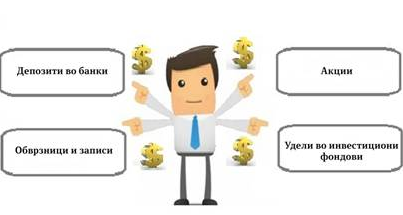 Депозити во банки
Акции
Обврзници и записи
Удели во инвестициони
фондови